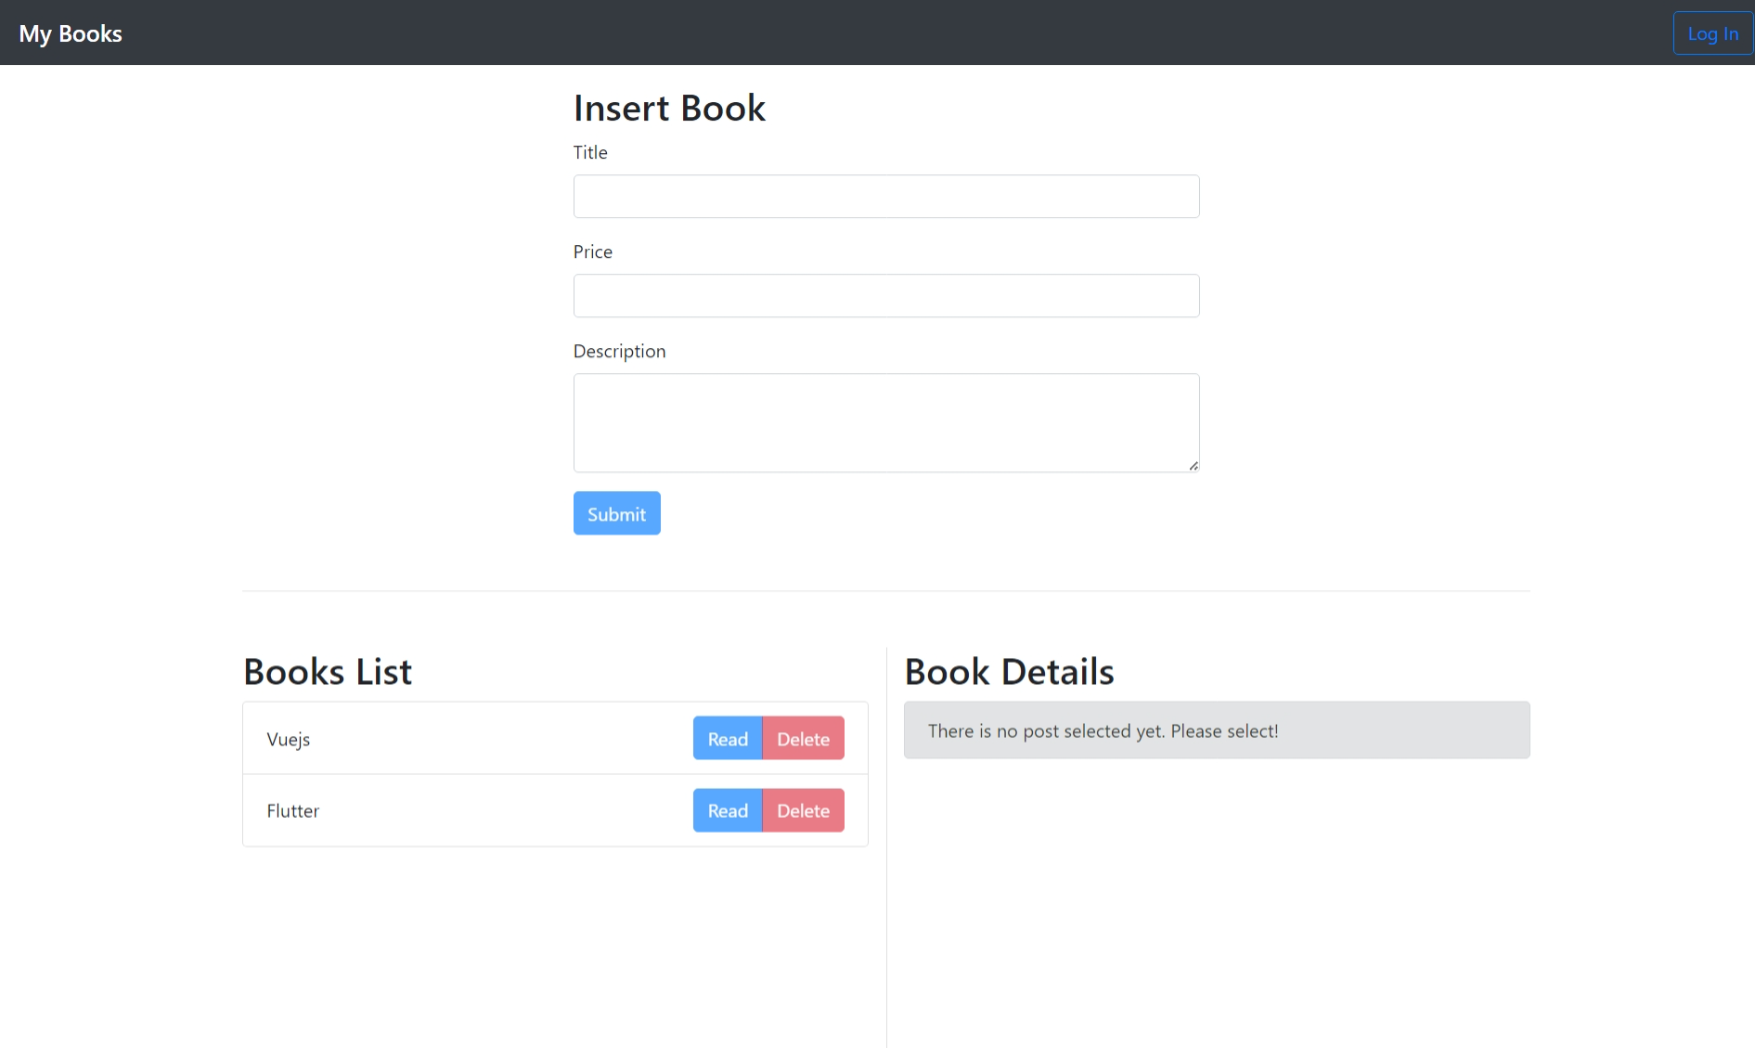 My Books
Log In
Insert Book
Title
Price
Description
Submit
Books List
Vuejs
Read Delete
Flutter
Read Delete
Book Details
There is no post selected yet. Please select!